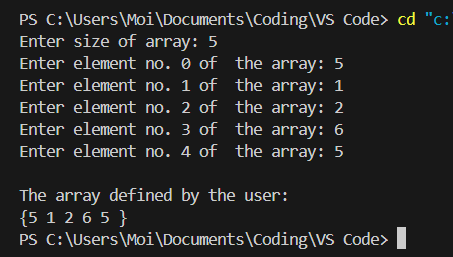 PS C:\Users\Moi\Documents\Coding\VS Code> cd "c:
Enter size of array: 5
Enter element no. 0 of  the array: 5
Enter element no. 1 of  the array: 1
Enter element no. 2 of  the array: 2
Enter element no. 3 of  the array: 6
Enter element no. 4 of  the array: 5
The array defined by the user:
{5 1 2 6 5 }
PS C:\Users\Moi\Documents\Coding\VS Code>